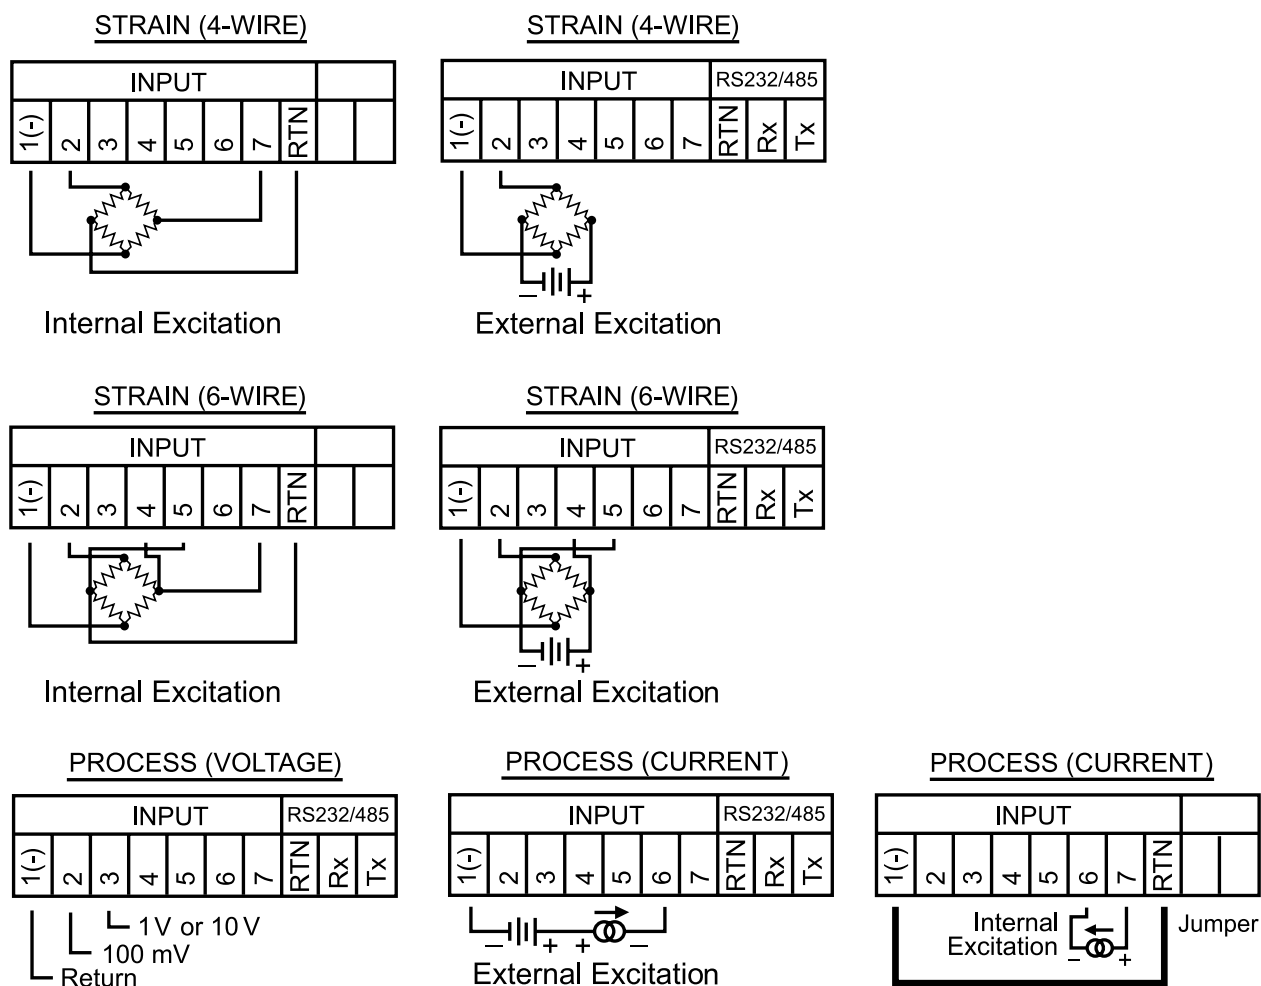 STRAIN (4-WIRE)
INPUT
1(-) 2 3 4 5 6 7 RTN
Internal Excitation
STRAIN (4-WIRE)
INPUT RS232/485
1(-) 2 3 4 5 6 7 RTN Rx Tx
– +
External Excitation
STRAIN (6-WIRE)
INPUT
1(-) 2 3 4 5 6 7 RTN
Internal Excitation
STRAIN (6-WIRE)
INPUT RS232/485
1(-) 2 3 4 5 6 7 RTN Rx Tx
– +
External Excitation
PROCESS (VOLTAGE)
INPUT RS232/485
1(-) 2 3 4 5 6 7 RTN Rx Tx
1 V or 10 V
100 mV
Return
PROCESS (CURRENT)
INPUT RS232/485
1(-) 2 3 4 5 6 7 RTN Rx Tx
– + + –
External Excitation
PROCESS (CURRENT)
INPUT
1(-) 2 3 4 5 6 7 RTN
Internal
Excitation
– +
Jumper